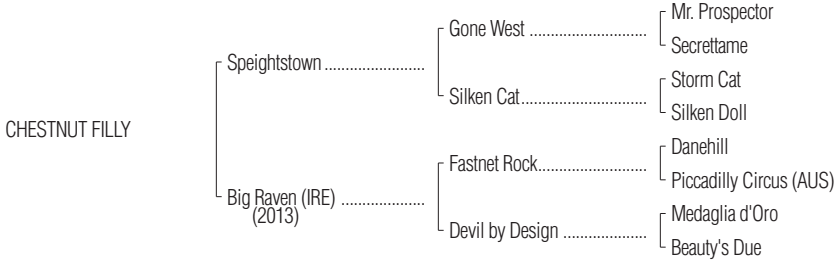 Mr. Prospector
Gone West ............................
Secrettame
Speightstown ........................
Storm Cat
Silken Cat..............................
Silken Doll
CHESTNUT FILLY
Danehill
Fastnet Rock..........................
Piccadilly Circus (AUS)
Big Raven (IRE) ....................
(2013)
Medaglia d'Oro
Devil by Design ....................
Beauty's Due